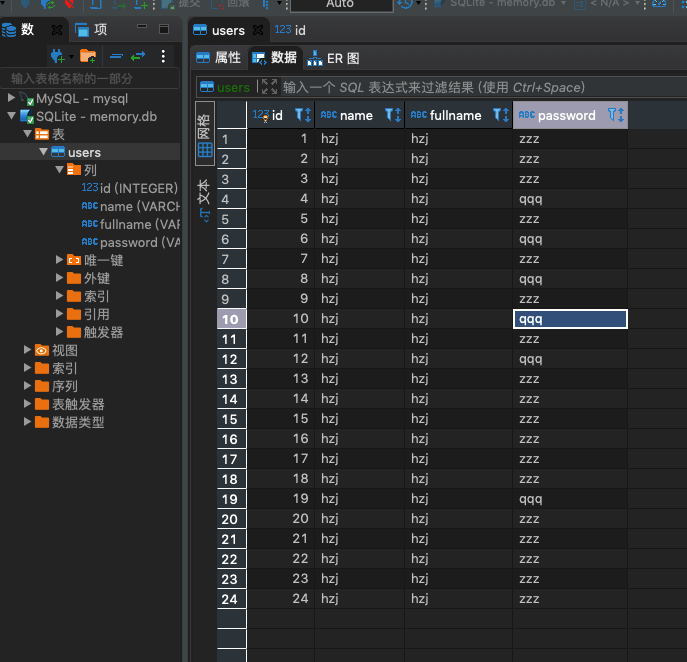 提交 回滚 Auto SQLite - memory.db < N/A >
数 项 users 123 id
属性 数据 ER 图
输入表格名称的一部分
users 输入一个 SQL 表达式来过滤结果 (使用 Ctrl+Space)
MySQL - mysql
SQLite - memory.db
表
users
列
123 id (INTEGER)
ABC name (VARCH
ABC fullname (VAR
ABC password (VA
唯一键
外键
索引
引用
触发器
视图
索引
序列
表触发器
数据类型
网格
文本
123 id ABC name ABC fullname ABC password
1 1 hzj hzj zzz
2 2 hzj hzj zzz
3 3 hzj hzj zzz
4 4 hzj hzj qqq
5 5 hzj hzj zzz
6 6 hzj hzj qqq
7 7 hzj hzj zzz
8 8 hzj hzj qqq
9 9 hzj hzj zzz
10 10 hzj hzj qqq
11 11 hzj hzj zzz
12 12 hzj hzj qqq
13 13 hzj hzj zzz
14 14 hzj hzj zzz
15 15 hzj hzj zzz
16 16 hzj hzj zzz
17 17 hzj hzj zzz
18 18 hzj hzj zzz
19 19 hzj hzj qqq
20 20 hzj hzj zzz
21 21 hzj hzj zzz
22 22 hzj hzj zzz
23 23 hzj hzj zzz
24 24 hzj hzj zzz